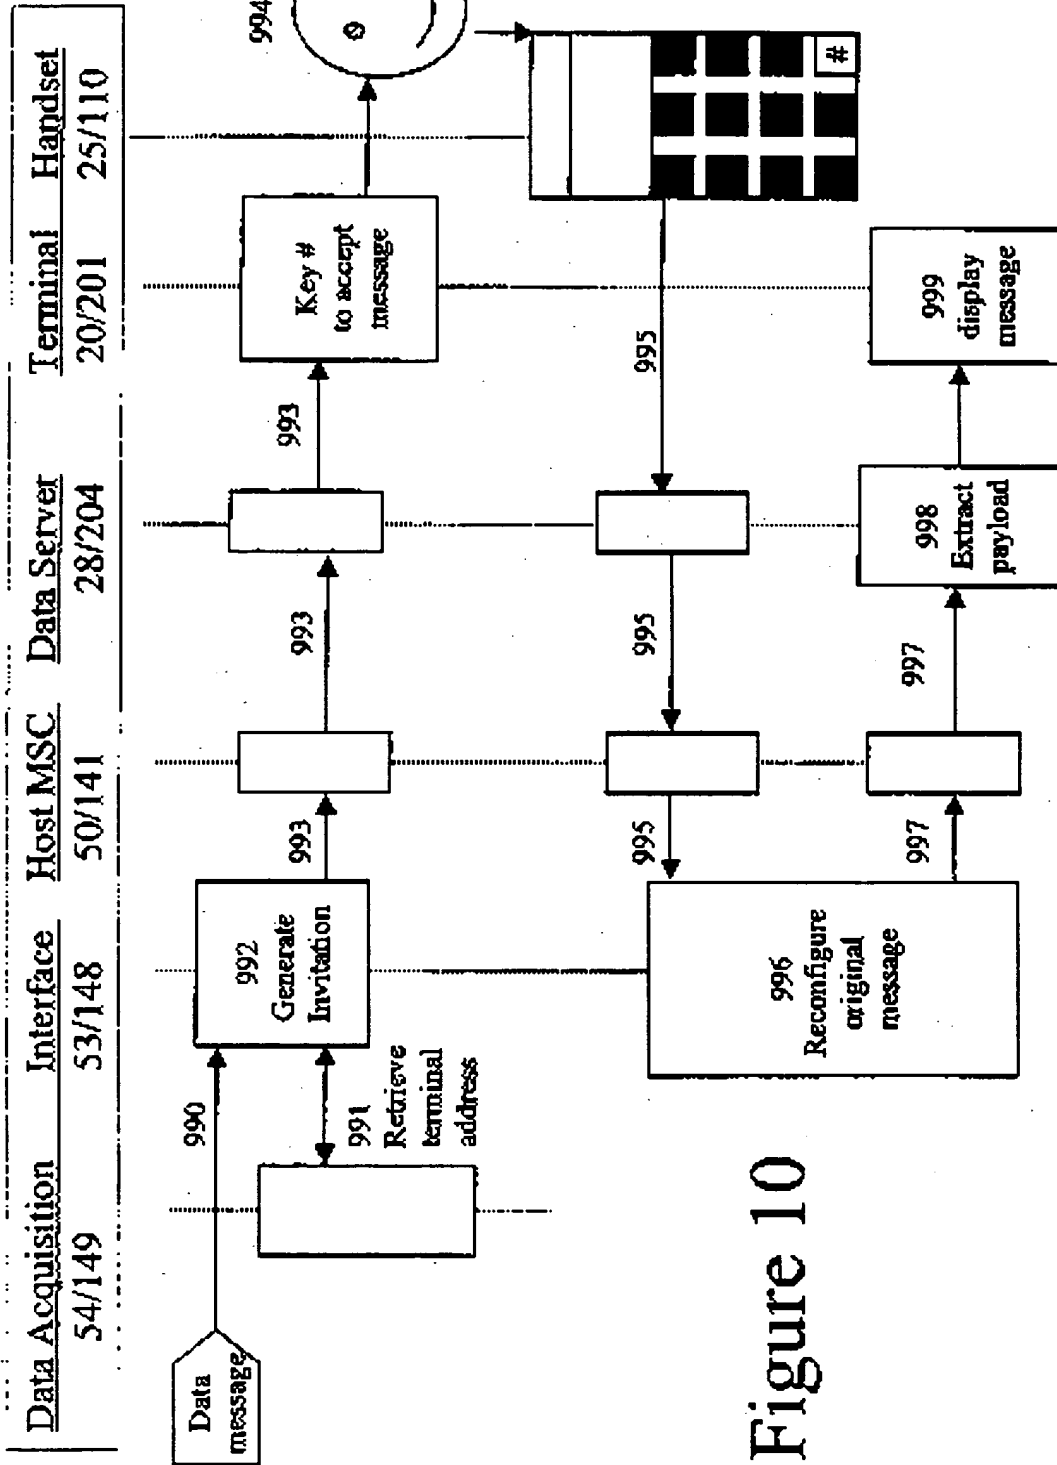 Data Acquisition Interface Host MSC Data Server Terminal Handset
54/149 53/148 50/141 28/204 20/201 25/110
Data
message
990
991
Retrieve
terminal
address
992
Generate
Invitation
993
993
993
Key #
to accept
message
994
#
995
995
995
996
Reconfigure
original
message
997
997
998
Extract
payload
999
display
message
Figure 10